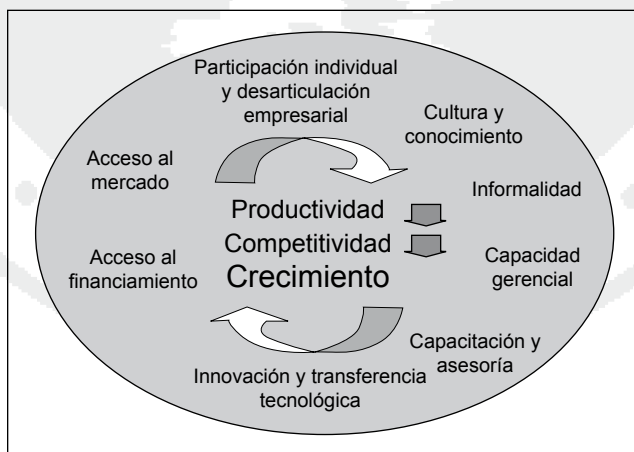 Participación individual
y desarticulación
empresarial
Cultura y
conocimiento
Acceso al
mercado
Informalidad
Productividad
Competitividad
Crecimiento
Acceso al
financiamiento
Capacidad
gerencial
Capacitación y
asesoría
Innovación y transferencia
tecnológica